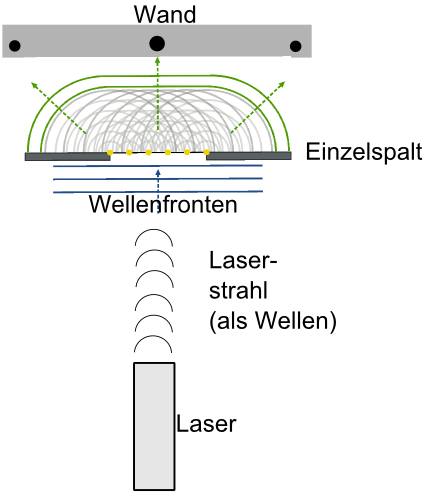 Wand
Einzelspalt
Wellenfronten
Laser-
strahl
(als Wellen)
Laser